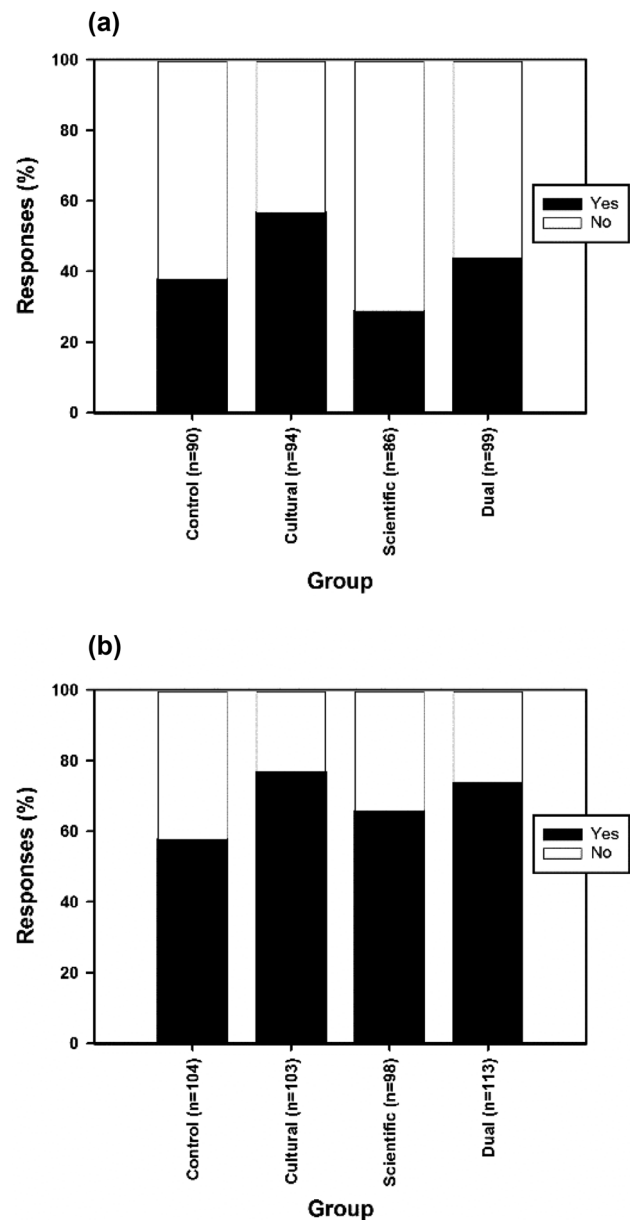 (a)
100
80
60
40
20
0
Responses (%)
Yes
No
Control (n=90)
Cultural (n=94)
Scientific (n=86)
Dual (n=99)
Group
(b)
100
80
60
40
20
0
Responses (%)
Yes
No
Control (n=104)
Cultural (n=103)
Scientific (n=98)
Dual (n=113)
Group